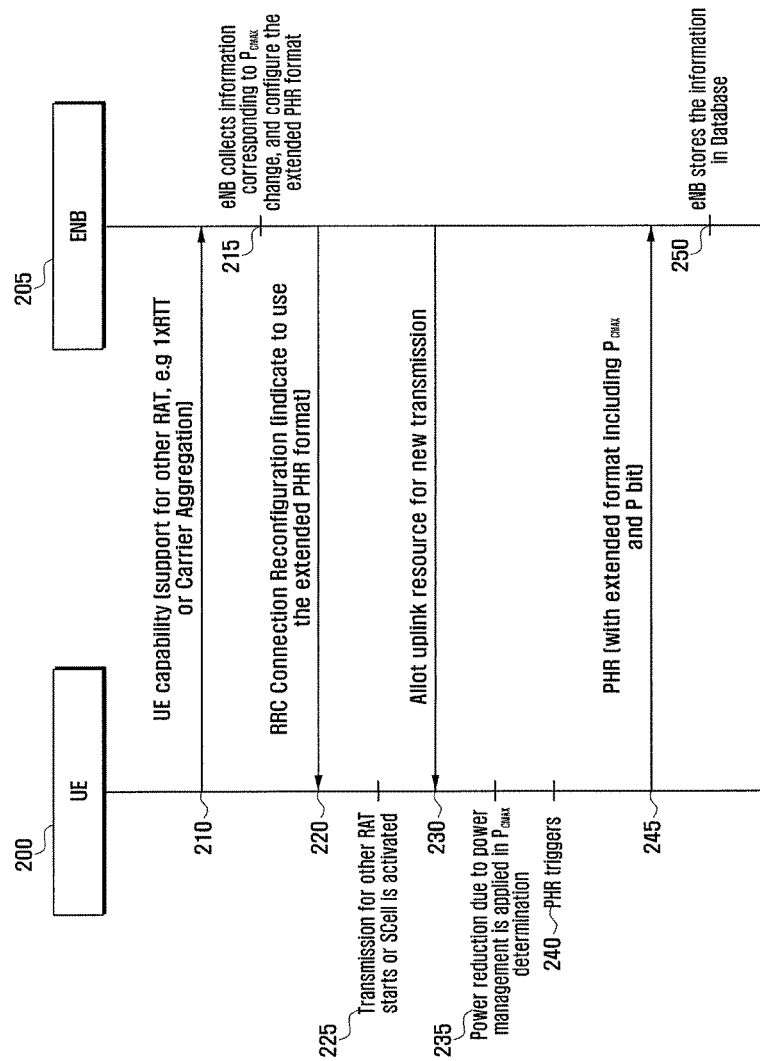 200
UE
205
ENB
UE capability (support for other RAT, e.g 1xRTT
or Carrier Aggregation)
210
215
eNB collects information
corresponding to PCMAX
change, and configure the
extended PHR format
RRC Connection Reconfiguration (indicate to use
the extended PHR format)
220
225
Transmission for other RAT
starts or SCell is activated
Allot uplink resource for new transmission
230
235
Power reduction due to power
management is applied in PCMAX
determination
240
PHR triggers
PHR (with extended format including PCMAX
and P bit)
245
250
eNB stores the information
in Database